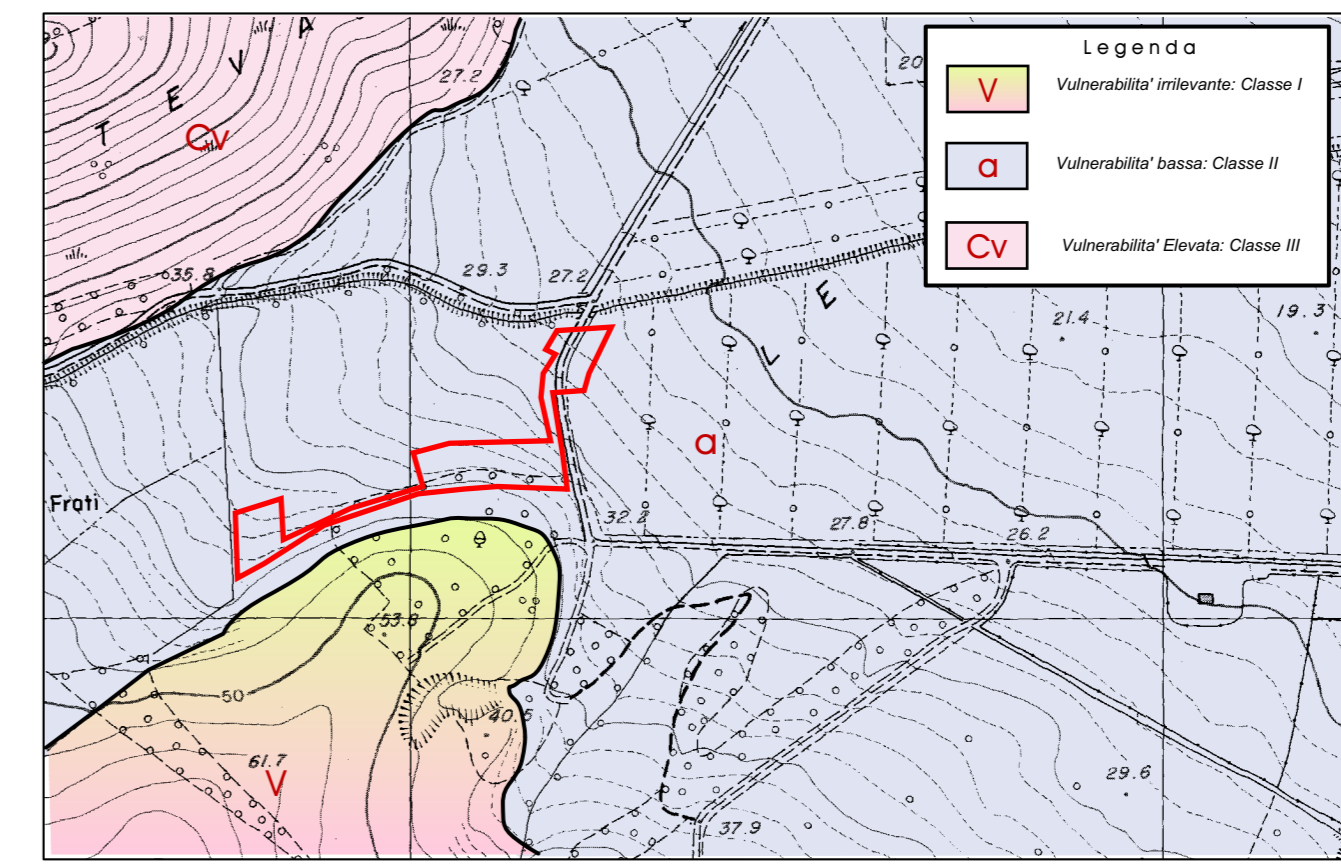 Legenda
V Vulnerabilita' irrilevante: Classe I
a Vulnerabilita' bassa: Classe II
Cv Vulnerabilita' Elevata: Classe III
T E V A
27.2
20
Cv
35.8
29.3
27.2
L E
21.4
19.3
a
Frati
32.2
27.8
26.2
53.8
50
40.5
61.7
V
29.6
37.9